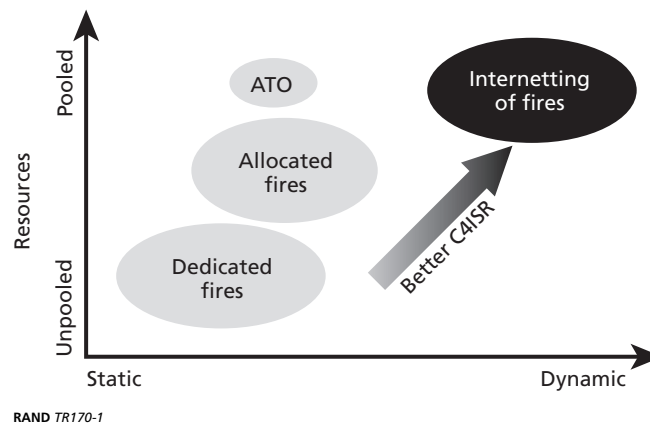 Pooled
Resources
Unpooled
ATO
Internetting
of fires
Allocated
fires
Dedicated
fires
Better C4ISR
Static
Dynamic
RAND TR170-1